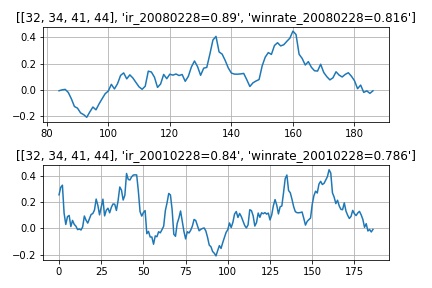 [[32, 34, 41, 44], 'ir_20080228=0.89', 'winrate_20080228=0.816']
0.4
0.2
0.0
−0.2
80 100 120 140 160 180
[[32, 34, 41, 44], 'ir_20010228=0.84', 'winrate_20010228=0.786']
0.4
0.2
0.0
−0.2
0 25 50 75 100 125 150 175